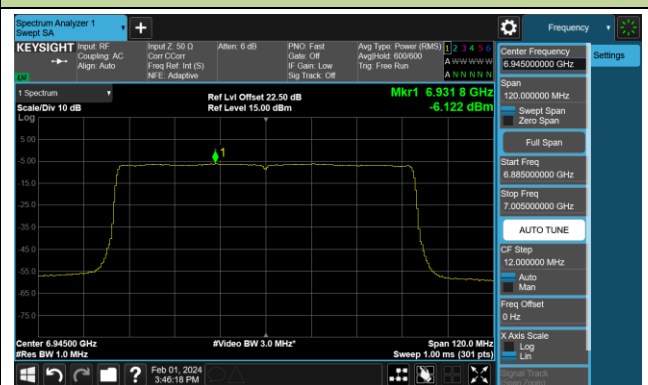 Spectrum Analyzer 1
Swept SA
Frequency
KEYSIGHT
Input: RF
Coupling: AC
Align: Auto
Input Z: 50 Ω
Corr CCorr
Freq Ref: Int (S)
NFE: Adaptive
Atten: 6 dB
PNO: Fast
Gate: Off
IF Gain: Low
Sig Track: Off
Avg Type: Power (RMS)
Avg|Hold: 600/600
Trig: Free Run
1 2 3 4 5 6
A W W W W W
A N N N N N
1 Spectrum
Scale/Div 10 dB
Log
Ref Lvl Offset 22.50 dB
Ref Level 15.00 dBm
Mkr1 6.931 8 GHz
-6.122 dBm
1
5.00
-5.00
-15.0
-25.0
-35.0
-45.0
-55.0
-65.0
-75.0
Center 6.94500 GHz
#Res BW 1.0 MHz
#Video BW 3.0 MHz*
Span 120.0 MHz
Sweep 1.00 ms (301 pts)
Feb 01, 2024
3:46:18 PM
Center Frequency
6.945000000 GHz
Span
120.000000 MHz
Swept Span
Zero Span
Full Span
Start Freq
6.885000000 GHz
Stop Freq
7.005000000 GHz
AUTO TUNE
CF Step
12.000000 MHz
Auto
Man
Freq Offset
0 Hz
X Axis Scale
Log
Lin
Signal Track
(Span Zoom)
Settings